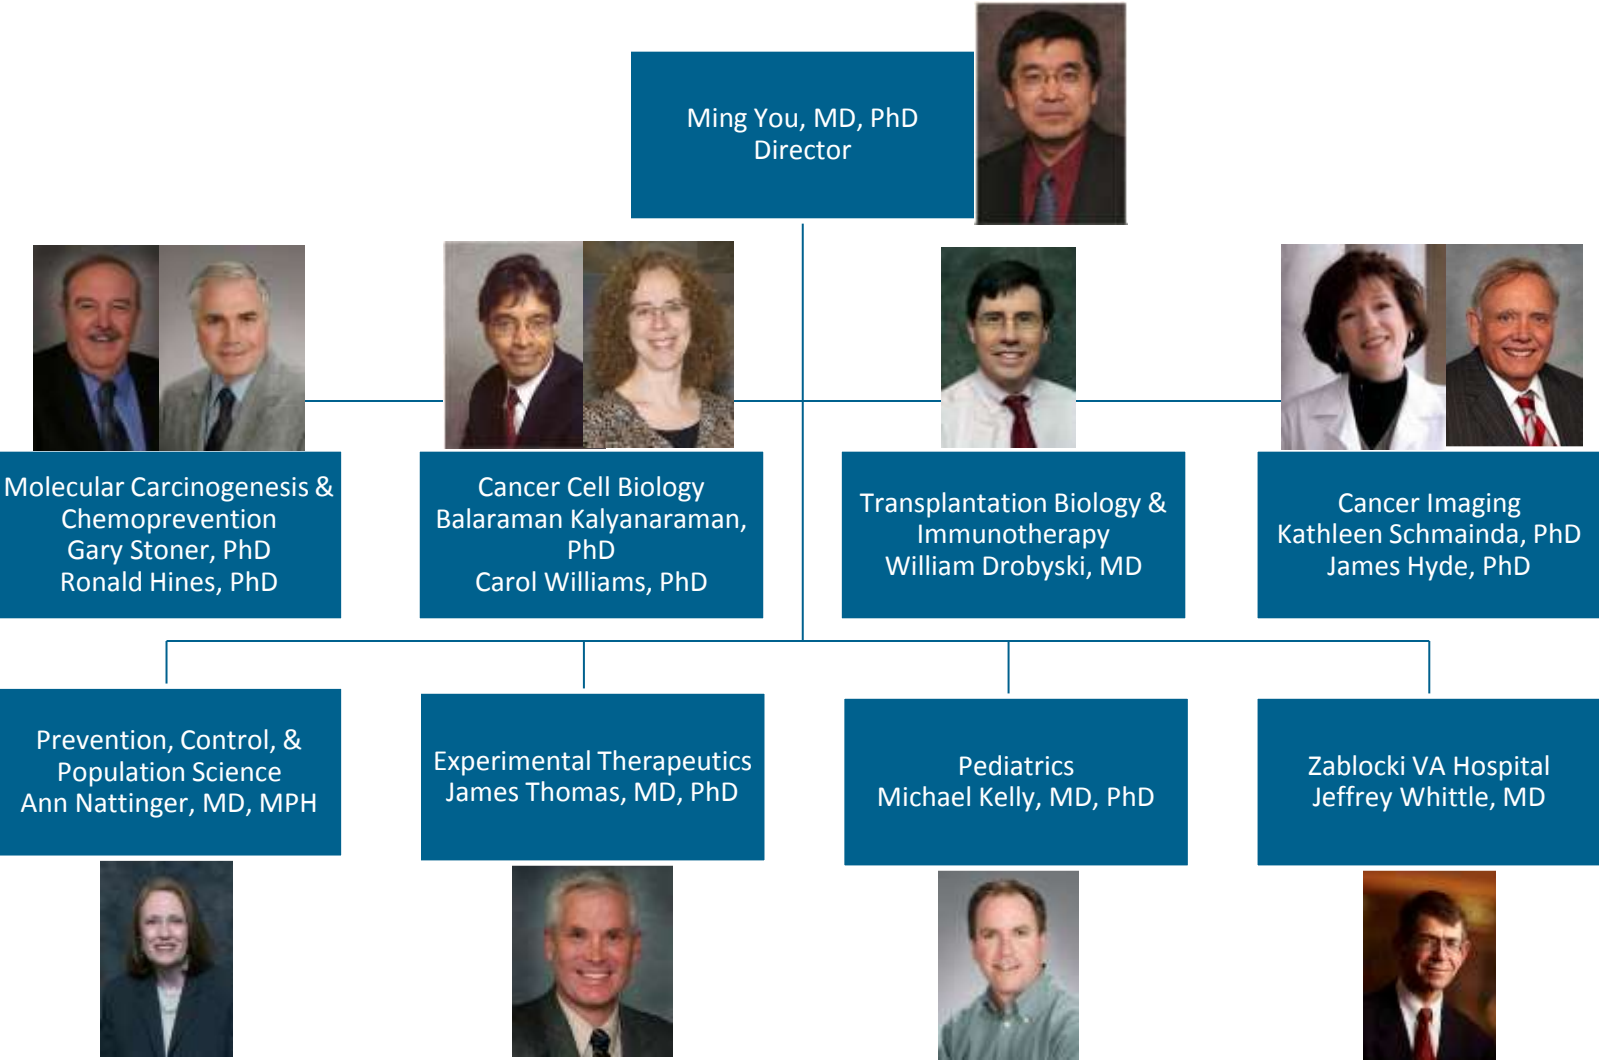 Ming You, MD, PhD
Director
Molecular Carcinogenesis &
Chemoprevention
Gary Stoner, PhD
Ronald Hines, PhD
Cancer Cell Biology
Balaraman Kalyanaraman,
PhD
Carol Williams, PhD
Transplantation Biology &
Immunotherapy
William Drobyski, MD
Cancer Imaging
Kathleen Schmainda, PhD
James Hyde, PhD
Prevention, Control, &
Population Science
Ann Nattinger, MD, MPH
Experimental Therapeutics
James Thomas, MD, PhD
Pediatrics
Michael Kelly, MD, PhD
Zablocki VA Hospital
Jeffrey Whittle, MD